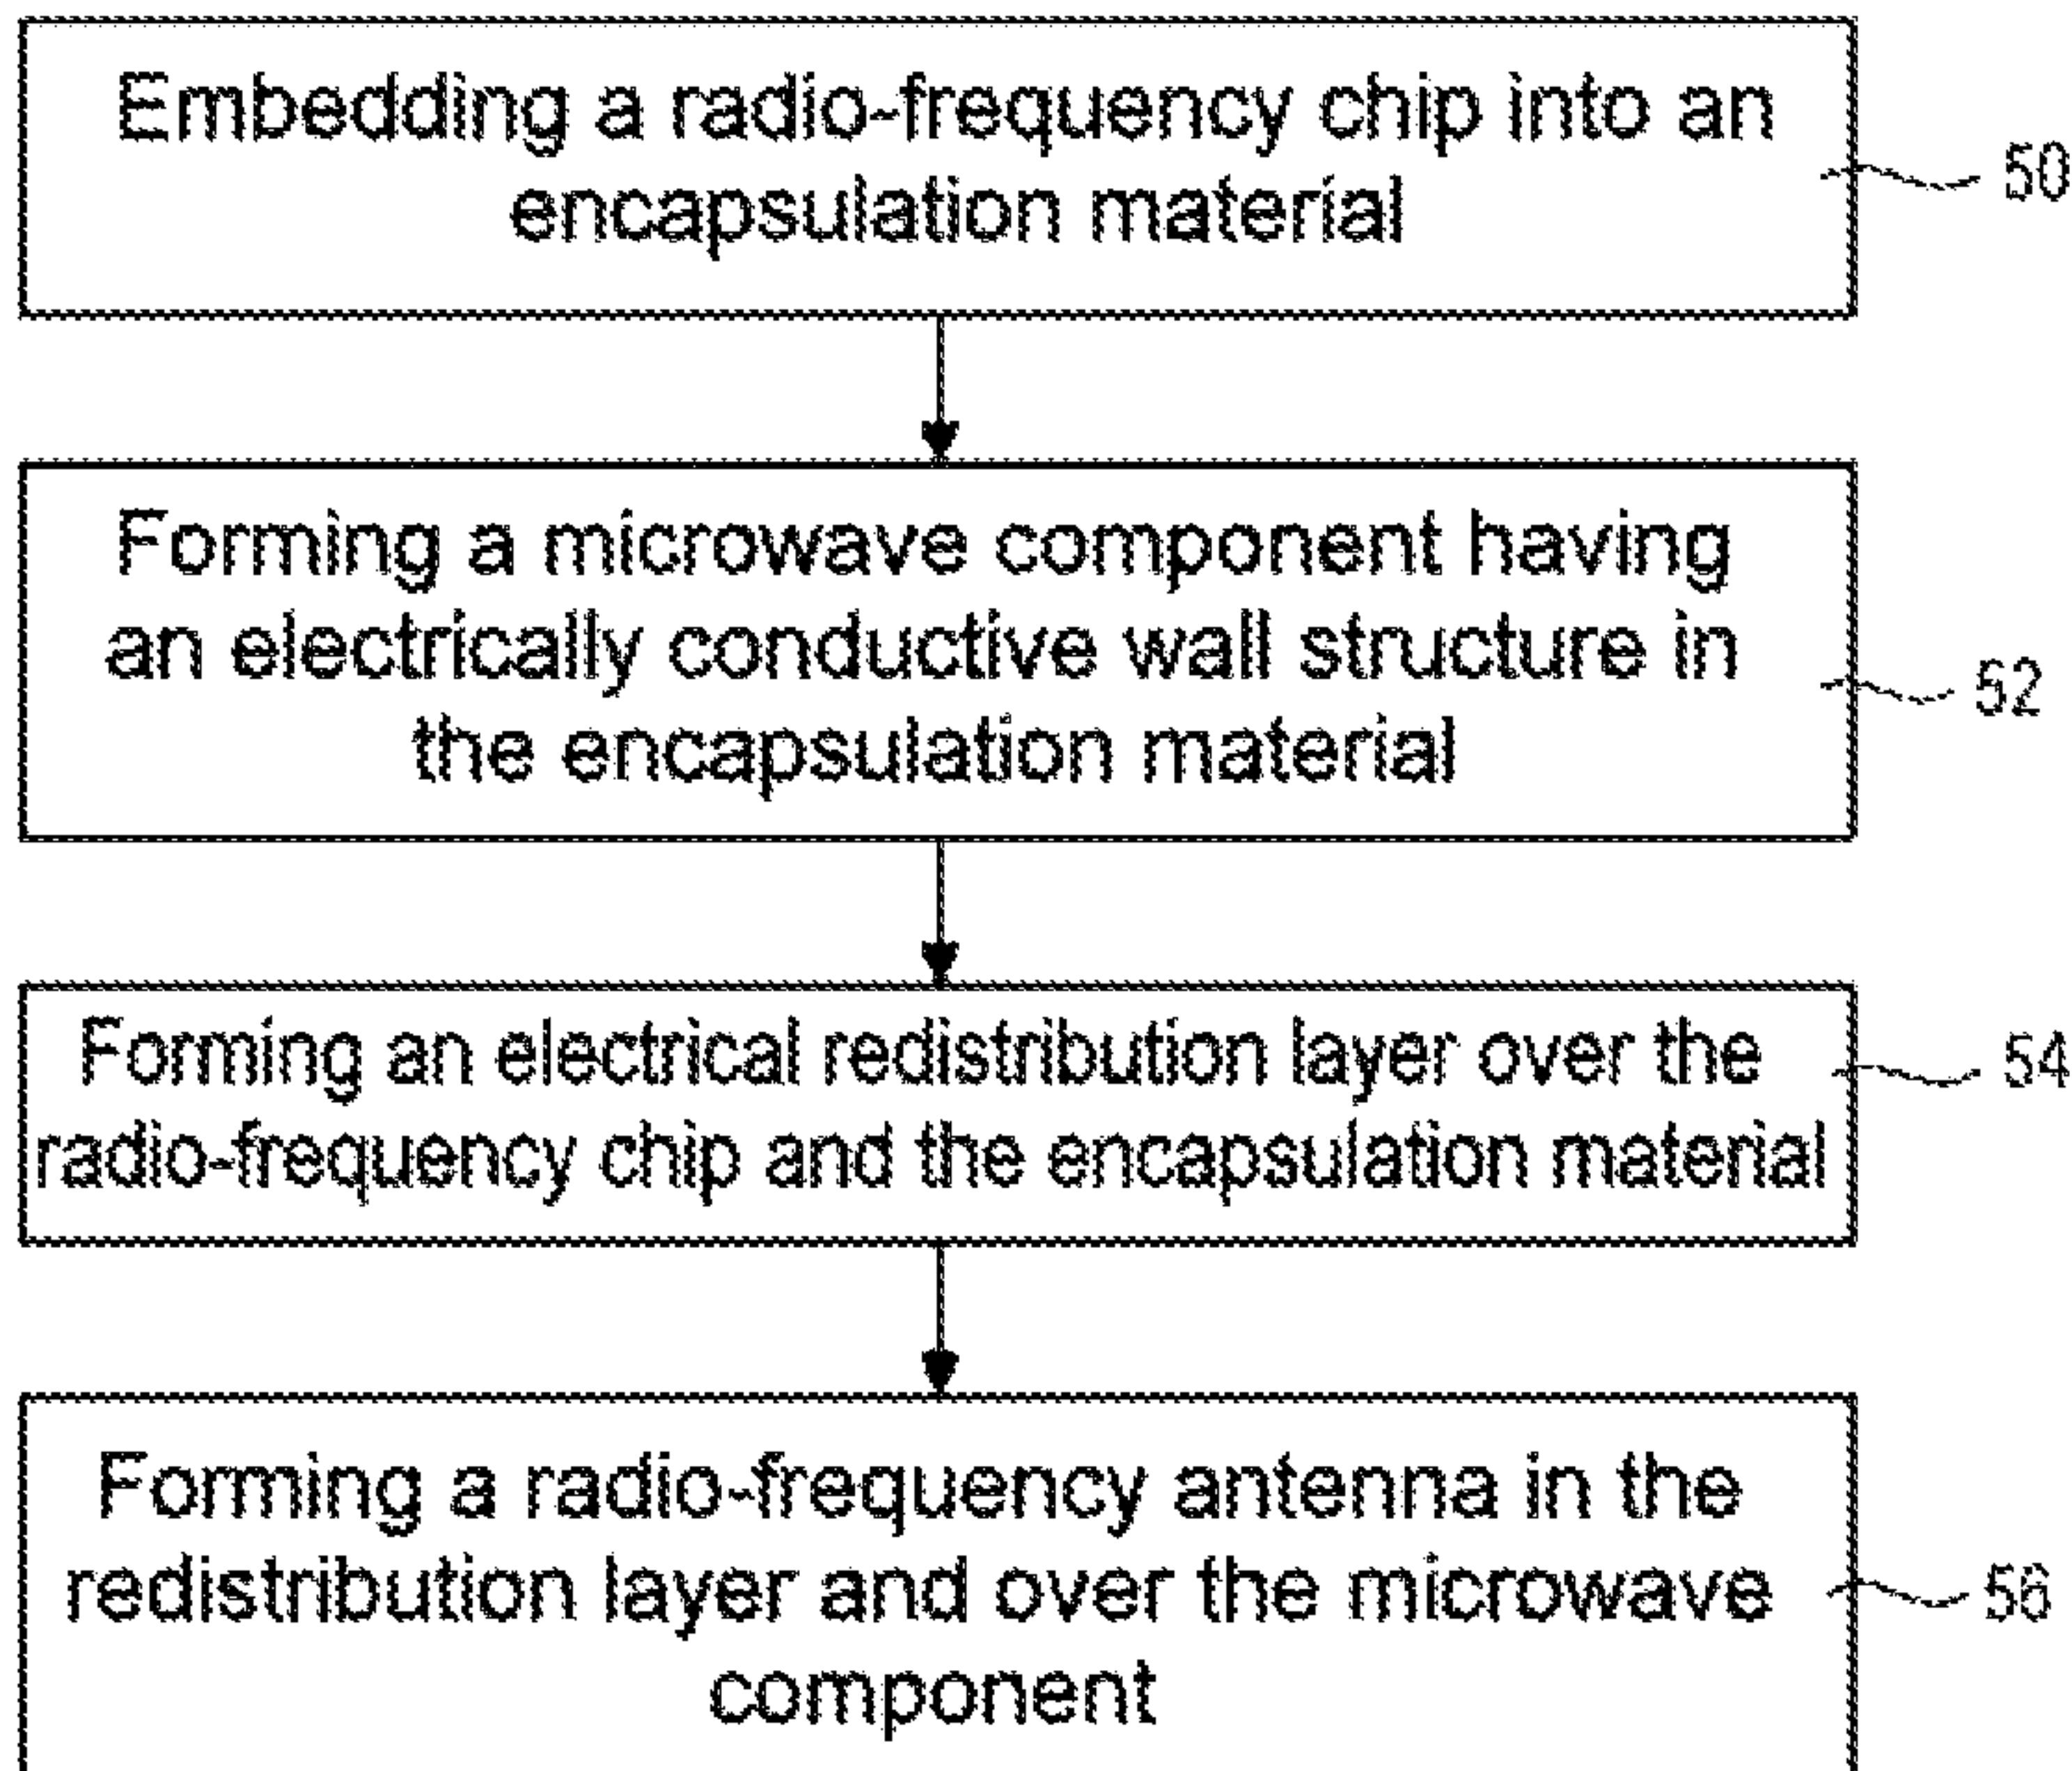 Embedding a radio-frequency chip into an
encapsulation material
50
Forming a microwave component having
an electrically conductive wall structure in
the encapsulation material
52
Forming an electrical redistribution layer over the
radio-frequency chip and the encapsulation material
54
Forming a radio-frequency antenna in the
redistribution layer and over the microwave
component
56